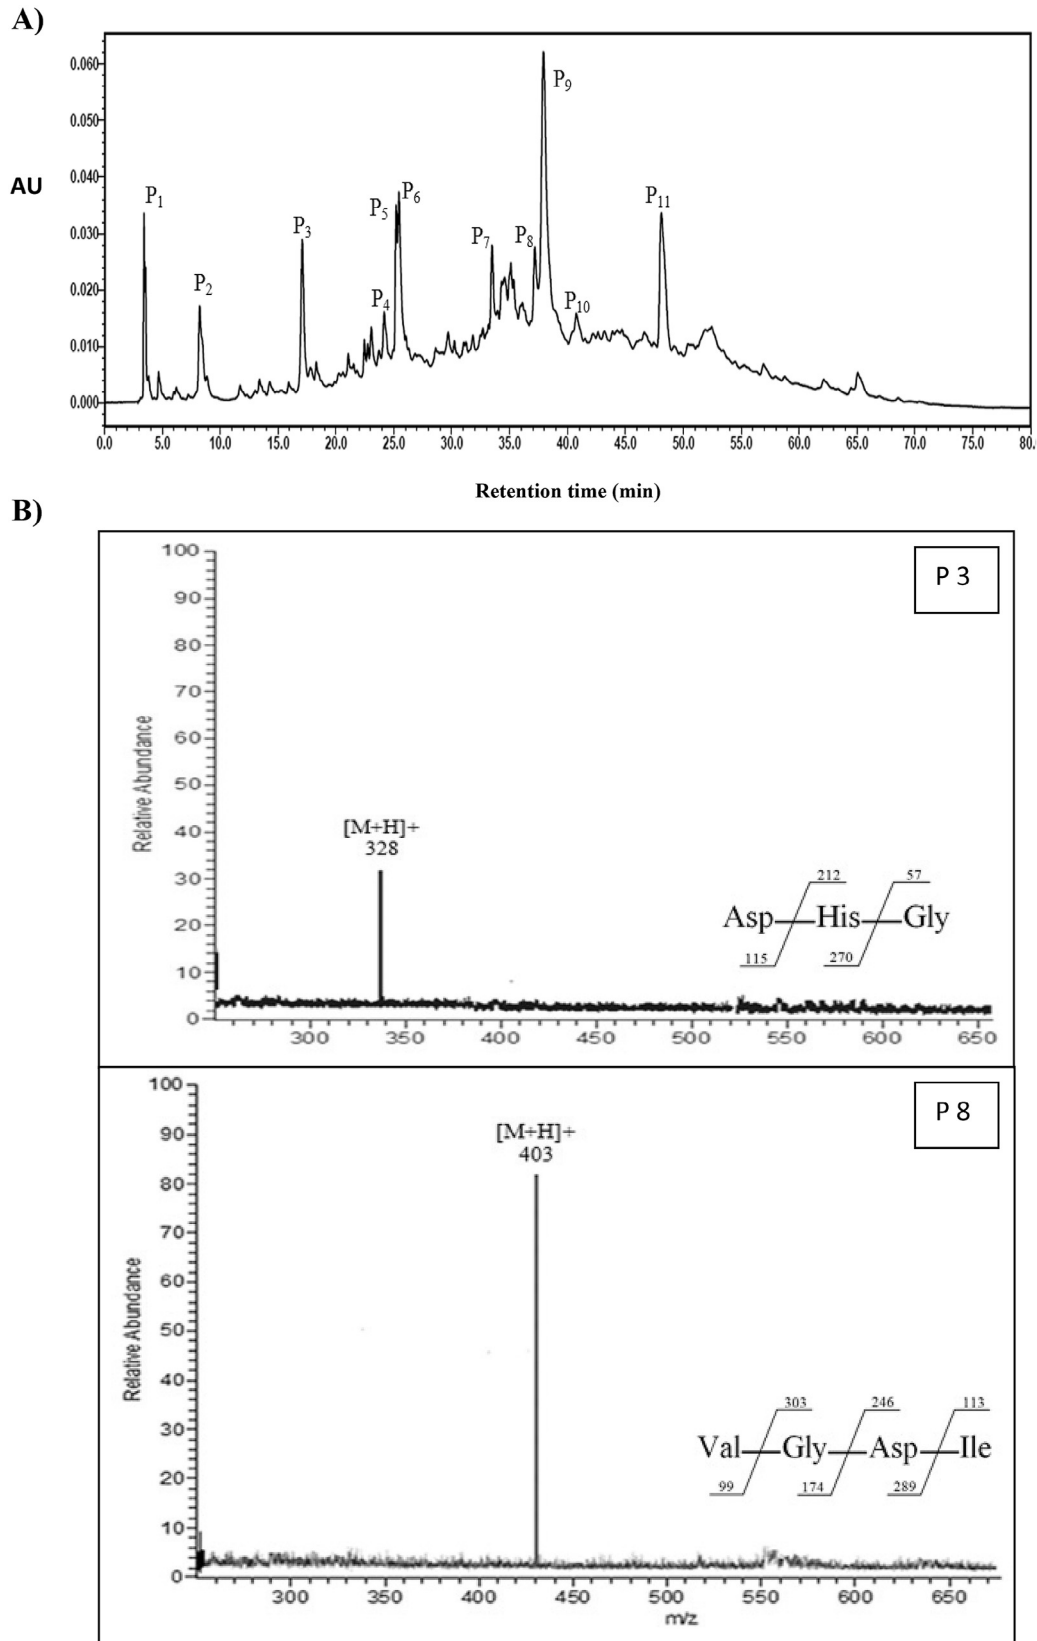 A)
0.060
0.050
0.040
0.030
0.020
0.010
0.000
AU
P1
P2
P3
P4
P5
P6
P7
P8
P9
P10
P11
0.0 5.0 10.0 15.0 20.0 25.0 30.0 35.0 40.0 45.0 50.0 55.0 60.0 65.0 70.0 75.0 80.
Retention time (min)
B)
P 3
100
90
80
70
60
50
40
30
20
10
0
Relative Abundance
[M+H]+
328
212 57
Asp His Gly
115 270
300 350 400 450 500 550 600 650
P 8
100
90
80
70
60
50
40
30
20
10
0
Relative Abundance
[M+H]+
403
303 246 113
Val Gly Asp Ile
99 174 289
300 350 400 450 500 550 600 650
m/z